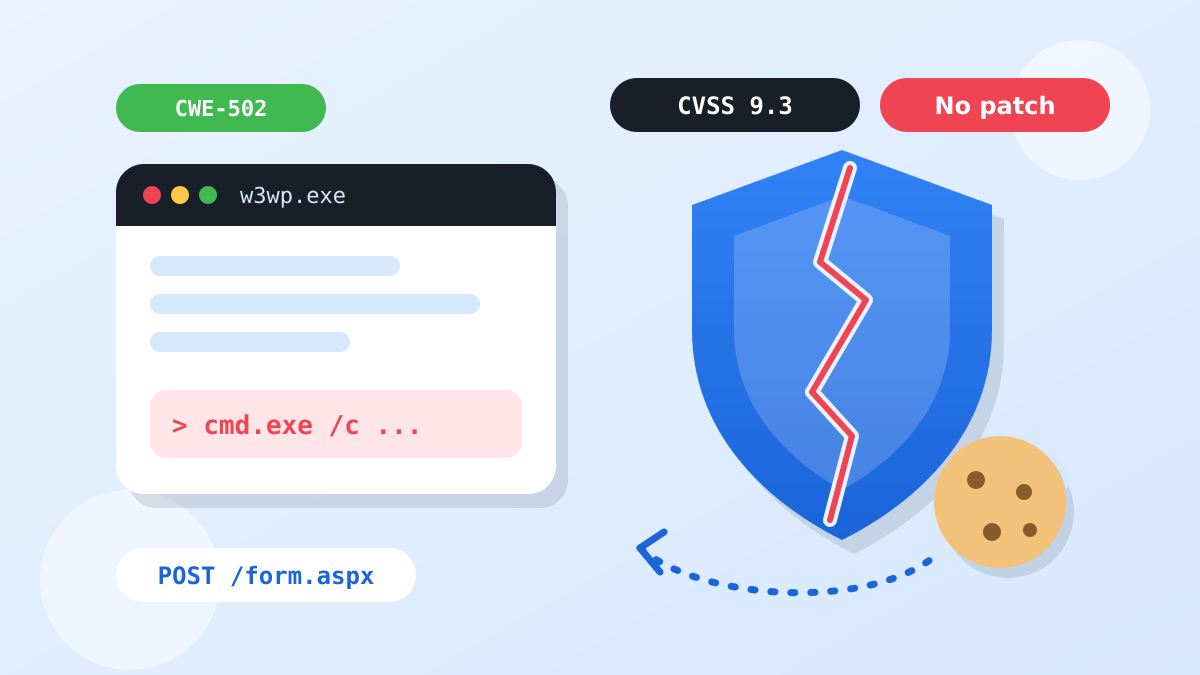 CWE-502
CVSS 9.3
No patch
w3wp.exe
> cmd.exe /c ...
POST /form.aspx